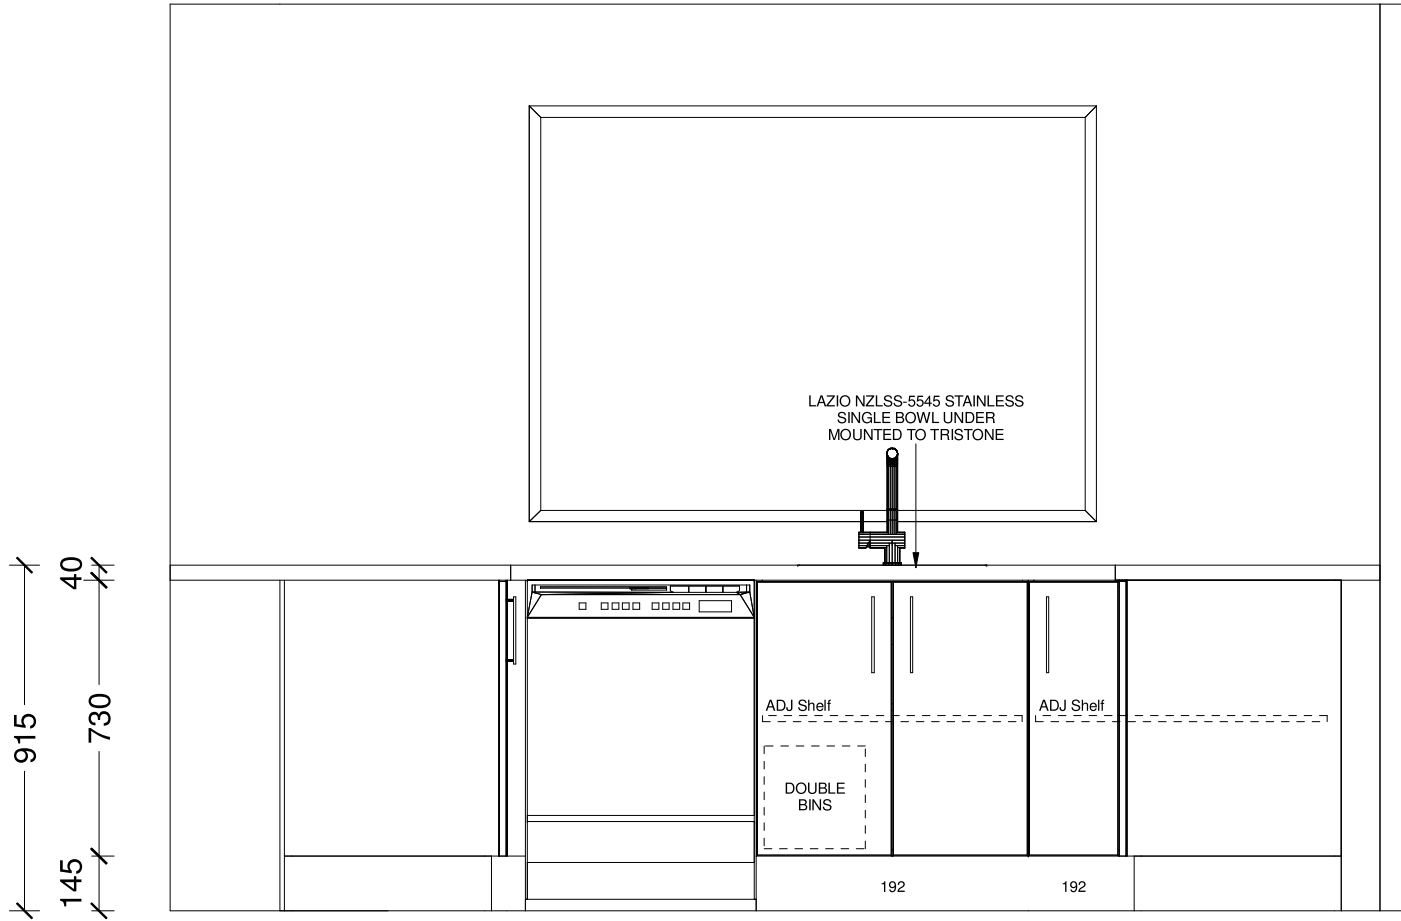 LAZIO NZLSS-5545 STAINLESS
SINGLE BOWL UNDER
MOUNTED TO TRISTONE
40
915
730
145
ADJ Shelf
ADJ Shelf
DOUBLE
BINS
192
192